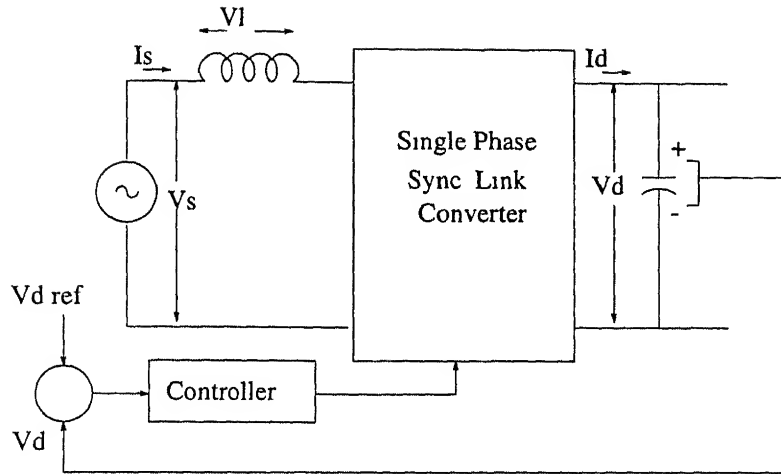 Vl
Is
Id
Single Phase
Sync Link
Converter
Vs
Vd
+
-
Vd ref
Controller
Vd